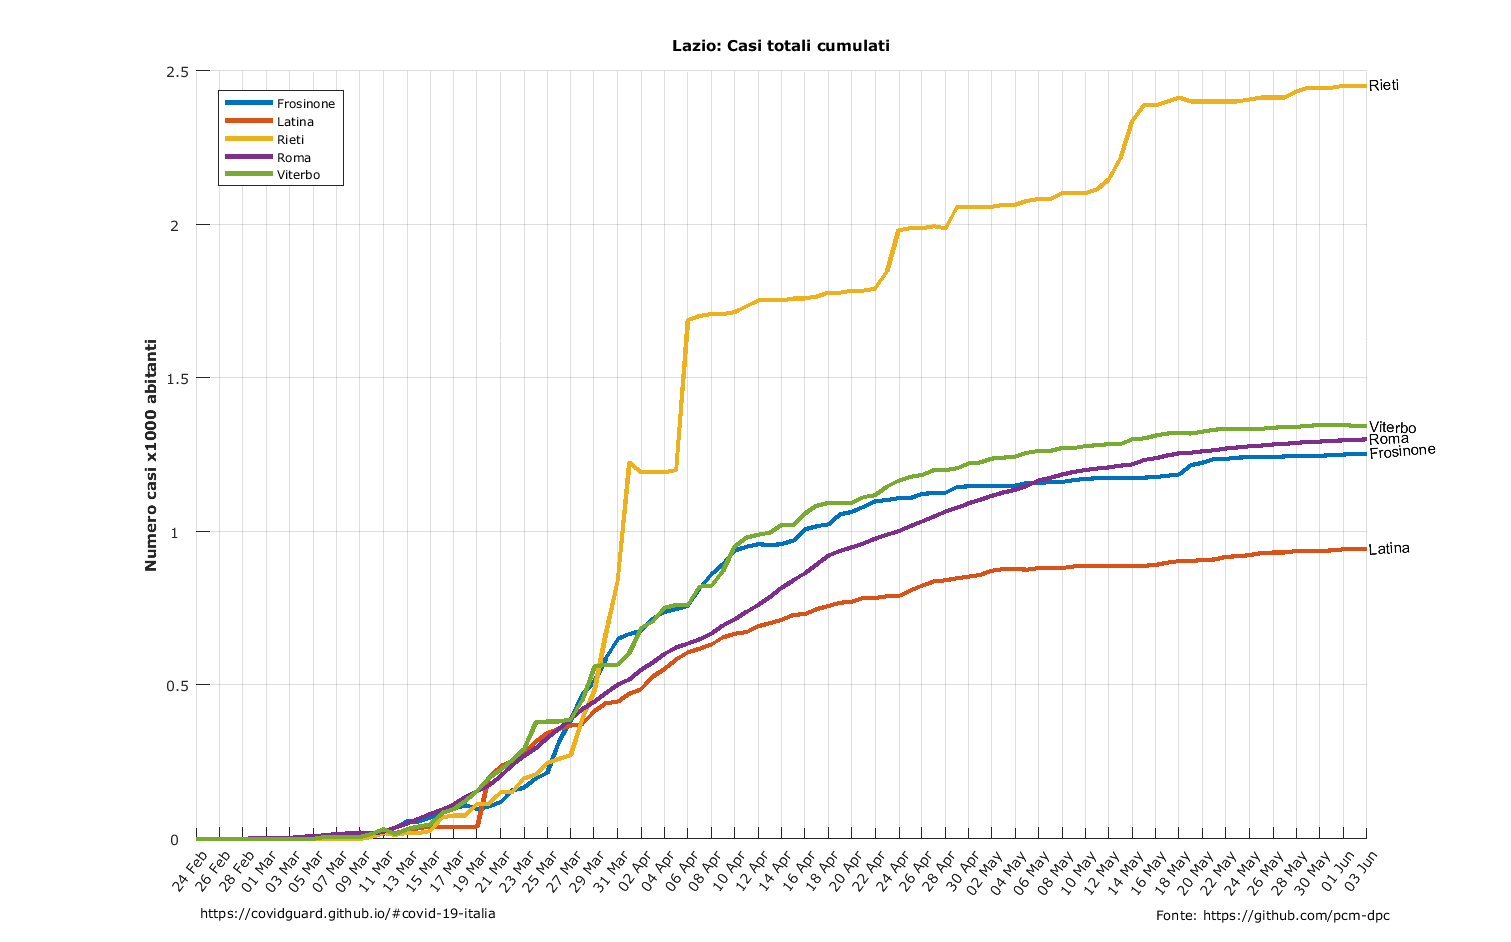 Lazio: Casi totali cumulati
Numero casi x1000 abitanti
2.5
2
1.5
1
0.5
0
Frosinone
Latina
Rieti
Roma
Viterbo
Rieti
Viterbo
Roma
Frosinone
Latina
24 Feb
26 Feb
28 Feb
01 Mar
03 Mar
05 Mar
07 Mar
09 Mar
11 Mar
13 Mar
15 Mar
17 Mar
19 Mar
21 Mar
23 Mar
25 Mar
27 Mar
29 Mar
31 Mar
02 Apr
04 Apr
06 Apr
08 Apr
10 Apr
12 Apr
14 Apr
16 Apr
18 Apr
20 Apr
22 Apr
24 Apr
26 Apr
28 Apr
30 Apr
02 May
04 May
06 May
08 May
10 May
12 May
14 May
16 May
18 May
20 May
22 May
24 May
26 May
28 May
30 May
01 Jun
03 Jun
https://covidguard.github.io/#covid-19-italia
Fonte: https://github.com/pcm-dpc